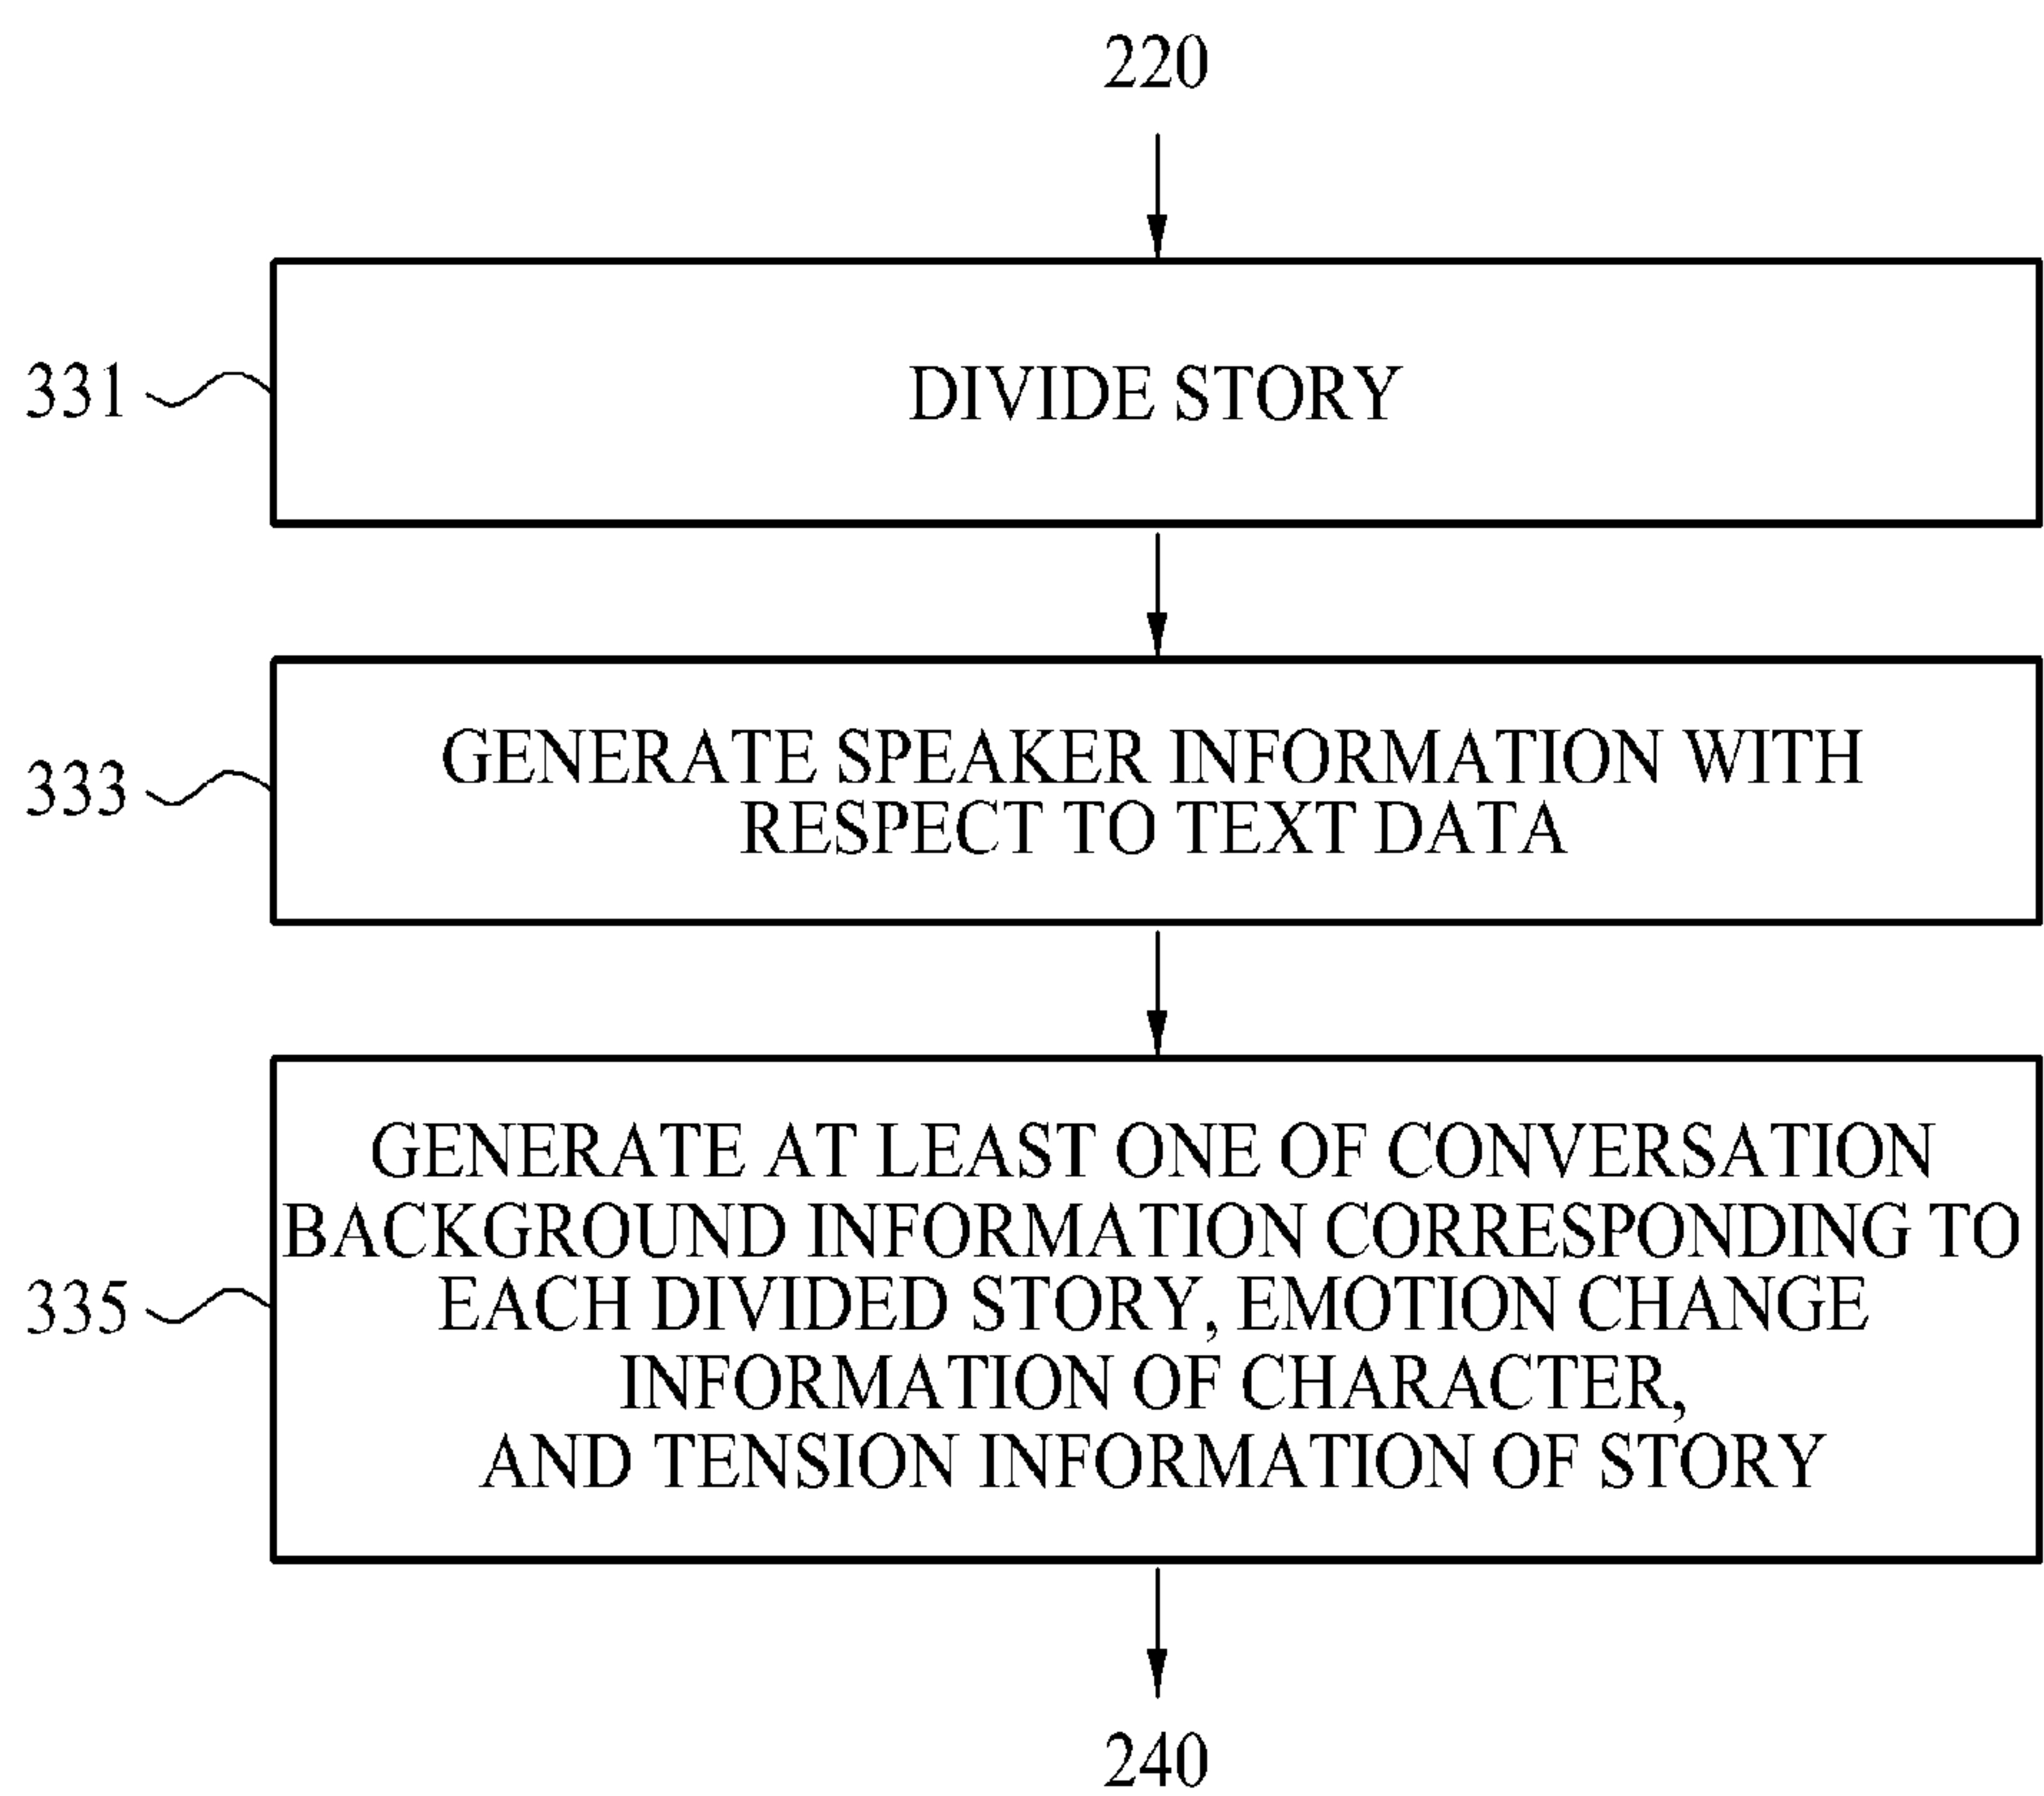 220
331
DIVIDE STORY
333
GENERATE SPEAKER INFORMATION WITH
RESPECT TO TEXT DATA
335
GENERATE AT LEAST ONE OF CONVERSATION
BACKGROUND INFORMATION CORRESPONDING TO
EACH DIVIDED STORY, EMOTION CHANGE
INFORMATION OF CHARACTER,
AND TENSION INFORMATION OF STORY
240